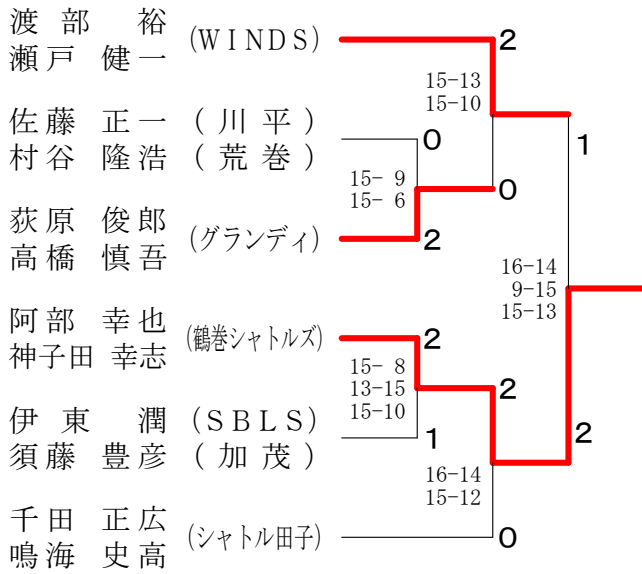 渡部 裕 (WINDS) 2
瀬戸 健一
15-13
15-10
佐藤 正一 (川平) 0 1
村谷 隆浩 (荒巻)
15- 9
15- 6 0
荻原 俊郎 (グランディ) 2
高橋 慎吾
16-14
9-15
15-13
阿部 幸也 (鶴巻シャトルズ) 2
神子田 幸志
15- 8
13-15
15-10 2
伊東 潤 (SBLS) 1 2
須藤 豊彦 (加茂)
16-14
15-12
千田 正広 (シャトル田子) 0
鳴海 史高